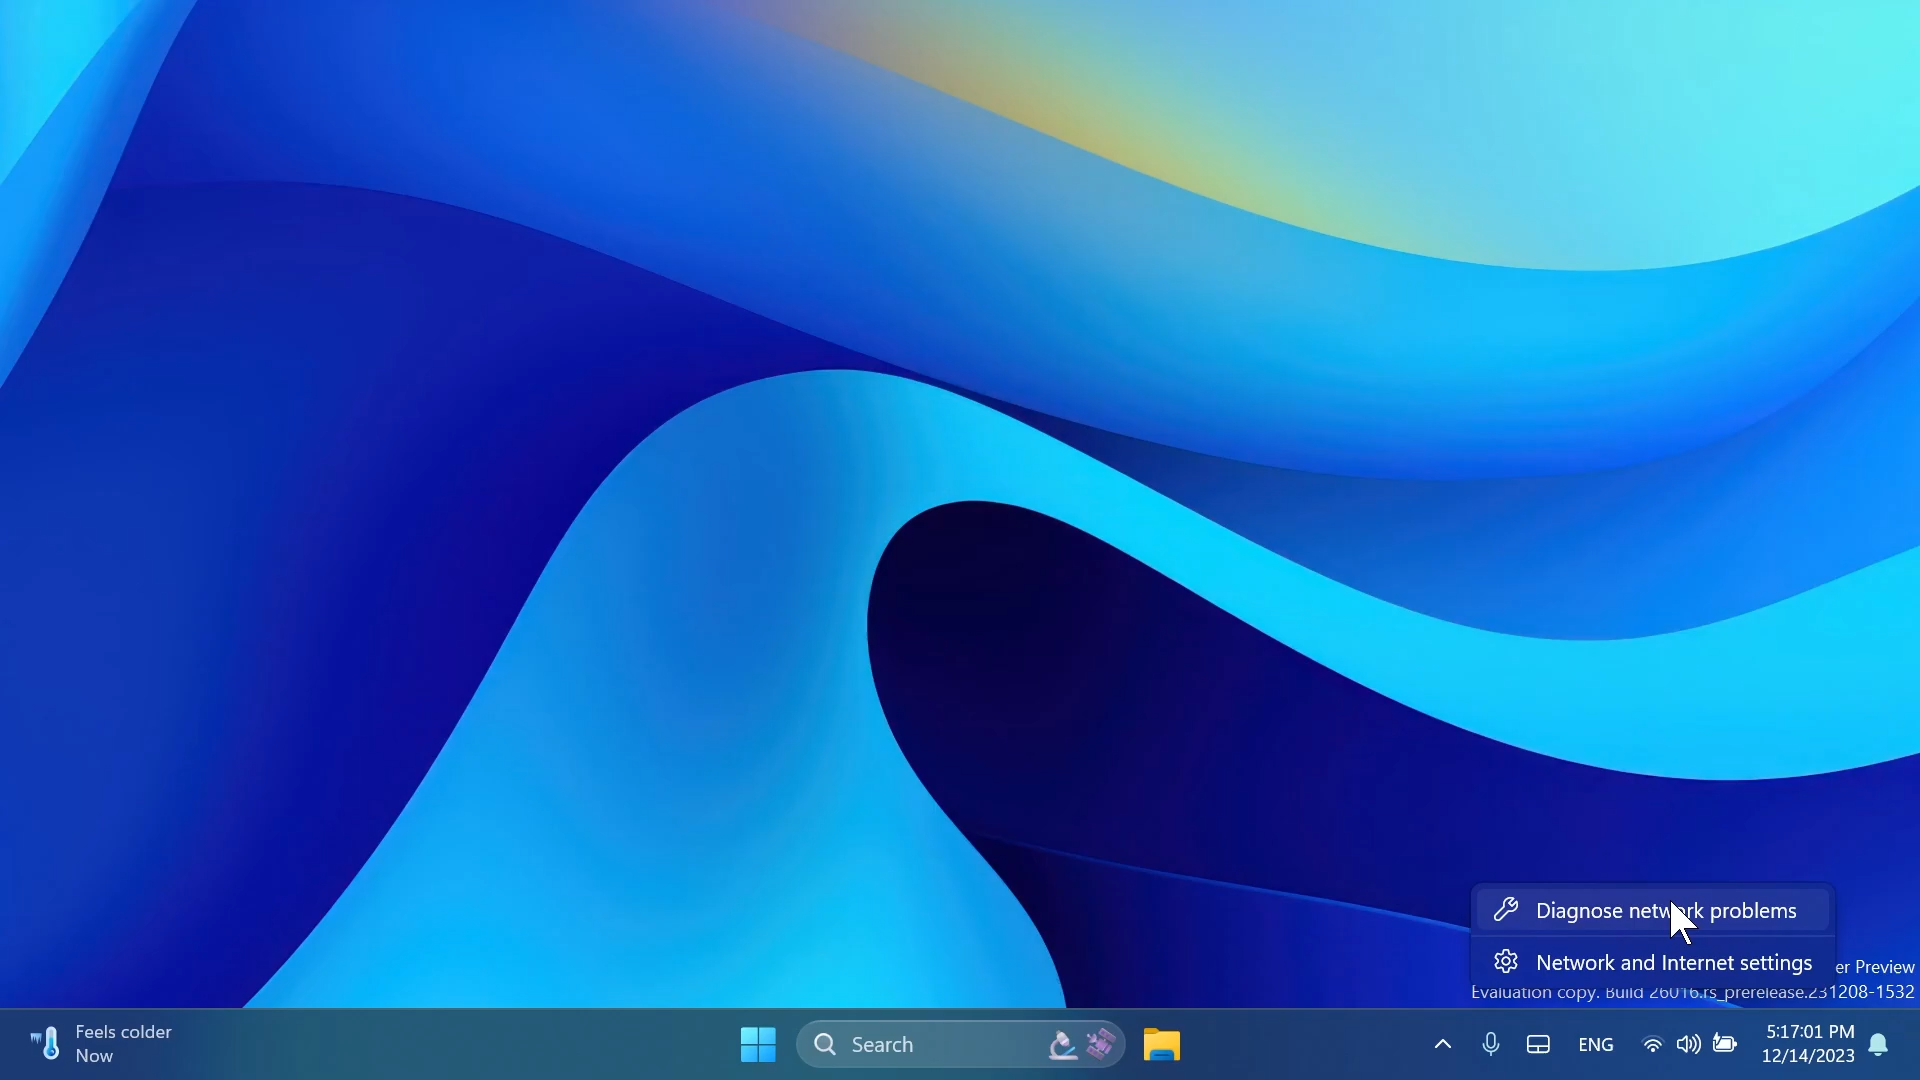 Diagnose network problems
Network and Internet settings
er Preview
Evaluation copy. Build 26016.rs_prerelease.231208-1532
Feels colder
Now
Search
ENG
5:17:01 PM
12/14/2023